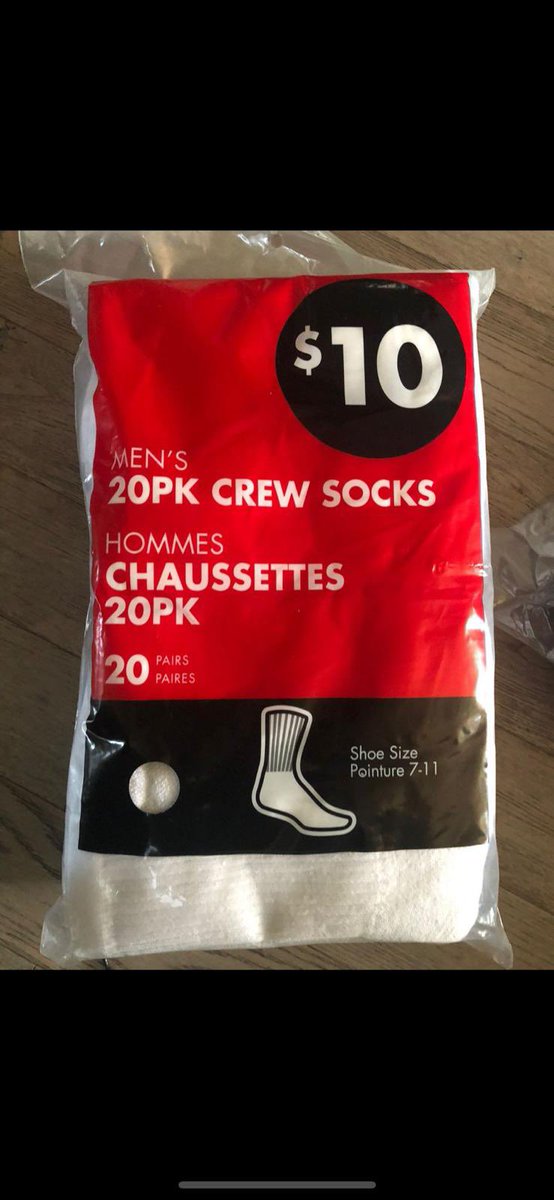 $10
MEN'S
20PK CREW SOCKS
HOMMES
CHAUSSETTES
20PK
20 PAIRS
PAIRES
Shoe Size
Pointure 7-11